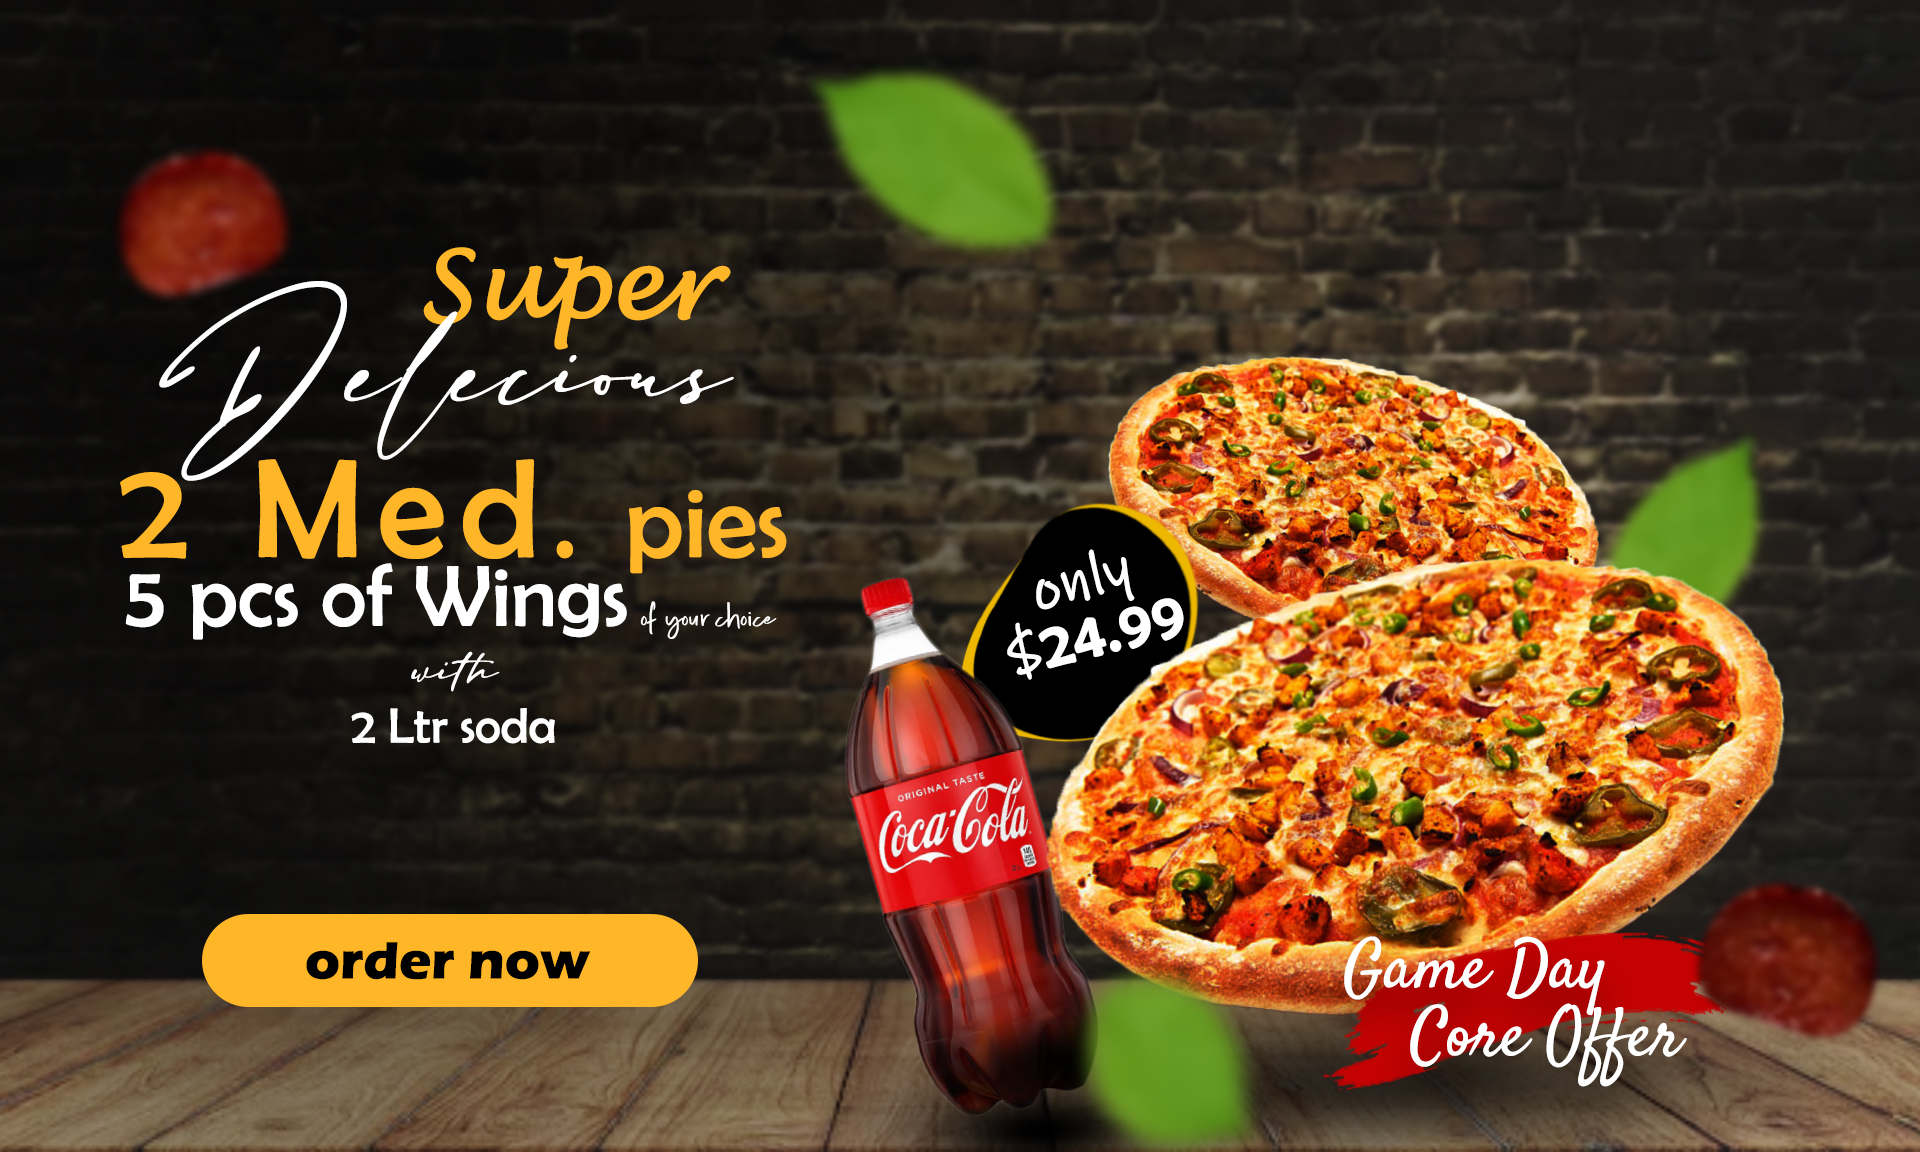 Super
Delecious
2 Med. pies
5 pcs of Wings of your choice
with
2 Ltr soda
order now
only
$24.99
ORIGINAL TASTE
Coca-Cola
Game Day
Core Offer